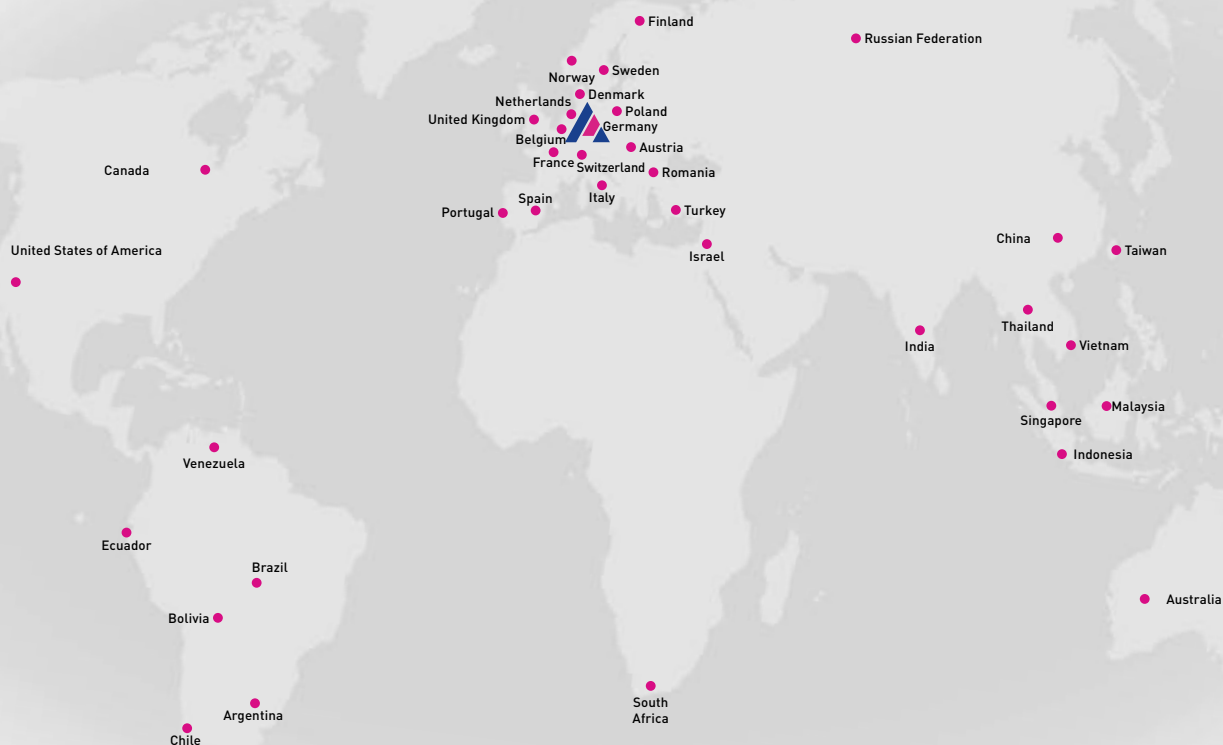 Finland
Russian Federation
Norway
Sweden
Denmark
Netherlands
Poland
United Kingdom
Germany
Belgium
Austria
France
Switzerland
Canada
Romania
Spain
Italy
Portugal
Turkey
China
United States of America
Israel
Taiwan
Thailand
India
Vietnam
Malaysia
Singapore
Indonesia
Venezuela
Ecuador
Brazil
Australia
Bolivia
South
Africa
Argentina
Chile